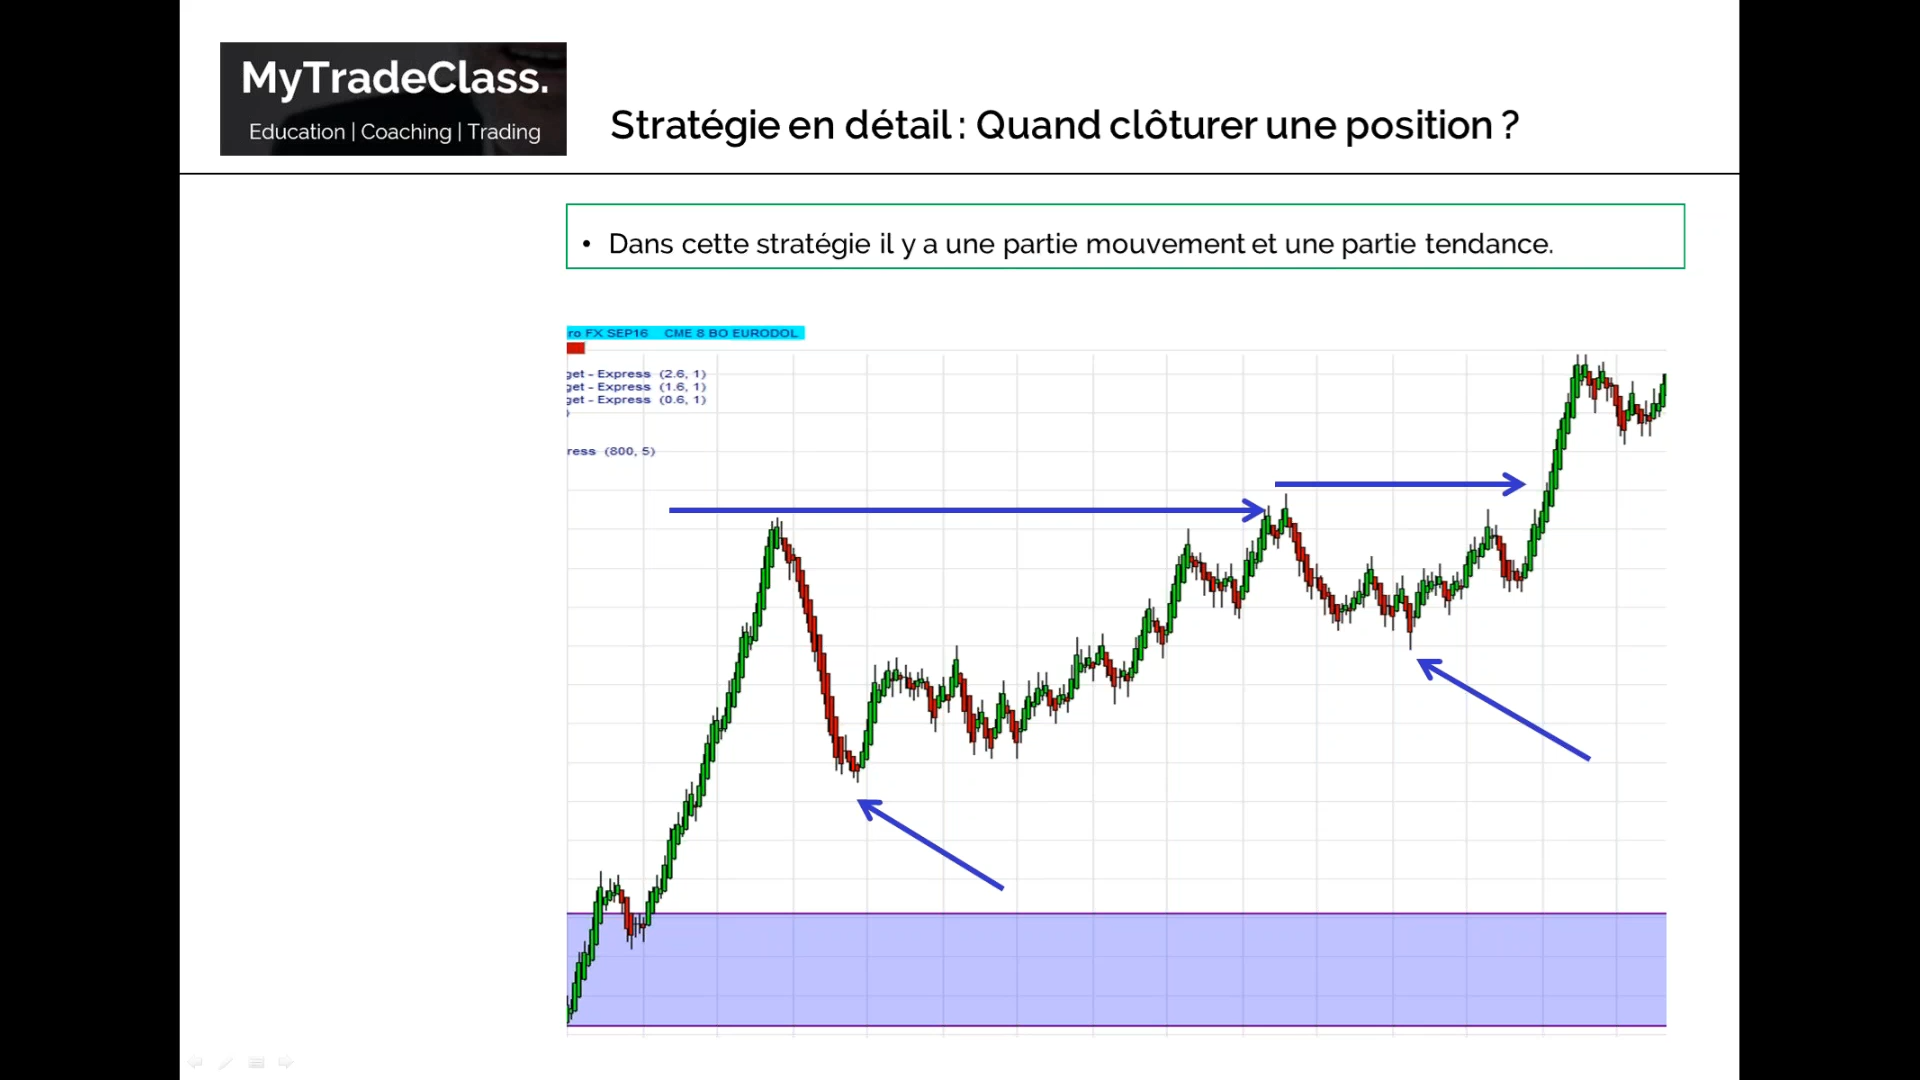 MyTradeClass.
Education | Coaching | Trading
Stratégie en détail : Quand clôturer une position ?
• Dans cette stratégie il y a une partie mouvement et une partie tendance.
ro FX SEP16 CME 8 BO EURODOL
get - Express (2.6, 1)
get - Express (1.6, 1)
get - Express (0.6, 1)
)
ress (800, 5)